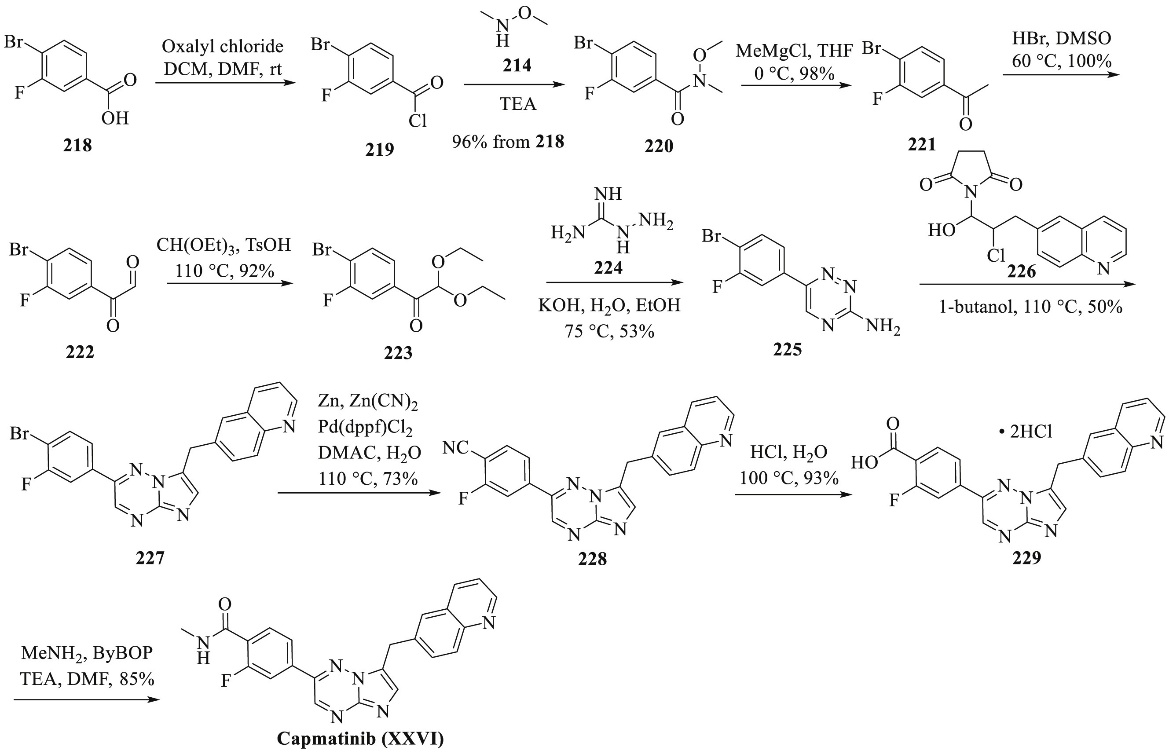 Br
F
O
OH
218
Oxalyl chloride
DCM, DMF, rt
Br
F
O
Cl
219
N
H
O
214
TEA
96% from 218
Br
F
O
N
O
220
MeMgCl, THF
0 °C, 98%
Br
F
O
221
HBr, DMSO
60 °C, 100%
Br
F
O
O
222
CH(OEt)3, TsOH
110 °C, 92%
Br
F
O
O
O
223
NH
H2N
N
H
NH2
224
KOH, H2O, EtOH
75 °C, 53%
Br
F
N
N
N
NH2
225
O
N
O
HO
Cl
N
226
1-butanol, 110 °C, 50%
Br
F
N
N
N
N
N
227
Zn, Zn(CN)2
Pd(dppf)Cl2
DMAC, H2O
110 °C, 73%
NC
F
N
N
N
N
N
228
HCl, H2O
100 °C, 93%
O
HO
F
N
N
N
N
N
• 2HCl
229
MeNH2, ByBOP
TEA, DMF, 85%
O
N
H
F
N
N
N
N
N
Capmatinib (XXVI)